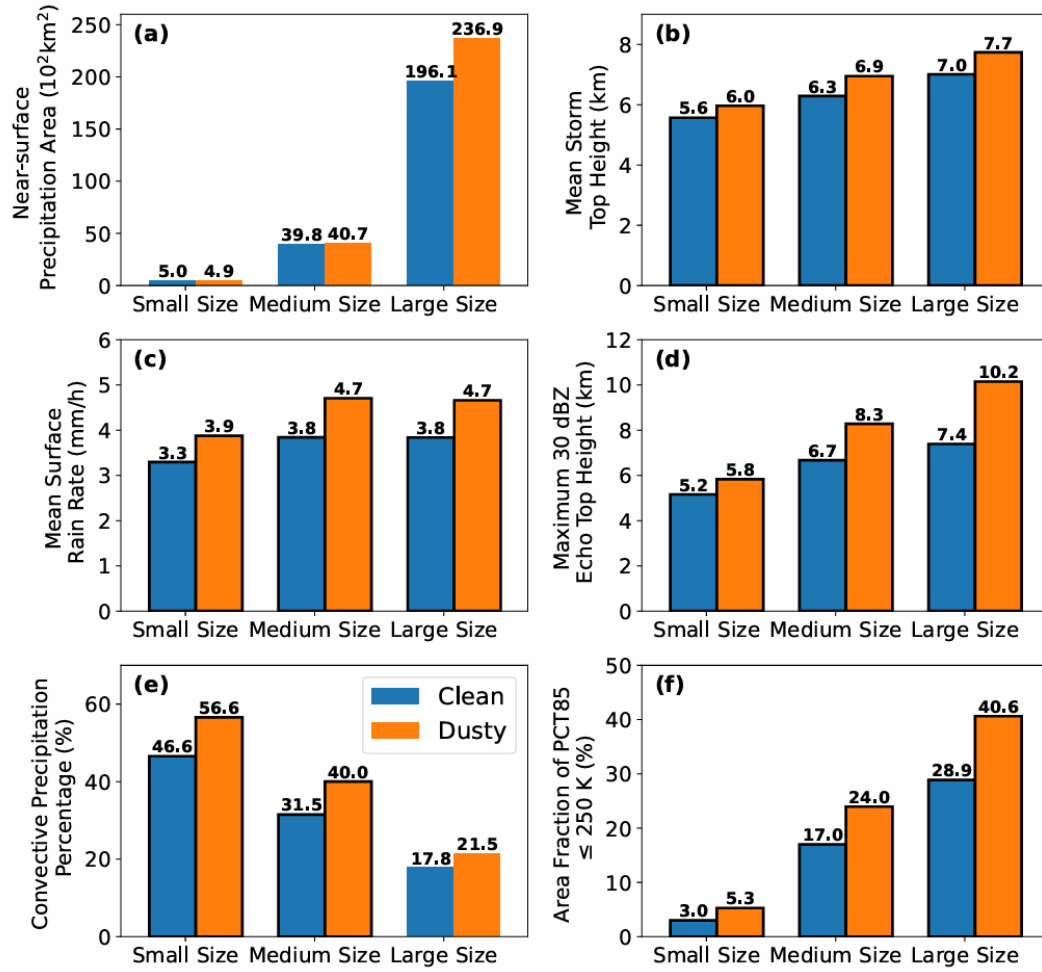 (a)
Near-surface
Precipitation Area (10²km²)
250
200
150
100
50
0
5.0
4.9
39.8
40.7
196.1
236.9
Small Size
Medium Size
Large Size
(b)
Mean Storm
Top Height (km)
8
6
4
2
0
5.6
6.0
6.3
6.9
7.0
7.7
Small Size
Medium Size
Large Size
(c)
Mean Surface
Rain Rate (mm/h)
6
5
4
3
2
1
0
3.3
3.9
3.8
4.7
3.8
4.7
Small Size
Medium Size
Large Size
(d)
Maximum 30 dBZ
Echo Top Height (km)
12
10
8
6
4
2
0
5.2
5.8
6.7
8.3
7.4
10.2
Small Size
Medium Size
Large Size
(e)
Convective Precipitation
Percentage (%)
60
40
20
0
46.6
56.6
31.5
40.0
17.8
21.5
Clean
Dusty
Small Size
Medium Size
Large Size
(f)
Area Fraction of PCT85
≤ 250 K (%)
50
40
30
20
10
0
3.0
5.3
17.0
24.0
28.9
40.6
Small Size
Medium Size
Large Size